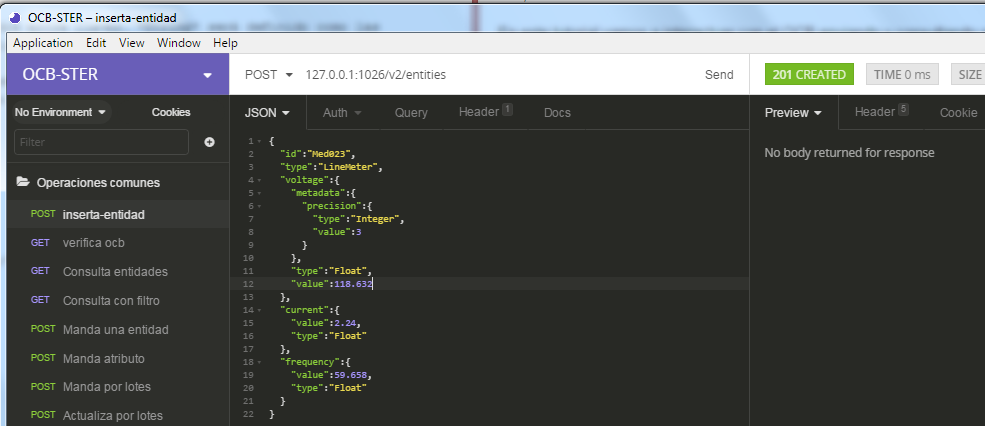 OCB-STER – inserta-entidad
Application Edit View Window Help
OCB-STER
POST 127.0.0.1:1026/v2/entities Send
201 CREATED TIME 0 ms SIZE
No Environment Cookies
JSON Auth Query Header 1 Docs
Preview Header 5 Cookie
Filter
No body returned for response
Operaciones comunes
POST inserta-entidad
GET verifica ocb
GET Consulta entidades
GET Consulta con filtro
POST Manda una entidad
POST Manda atributo
POST Manda por lotes
POST Actualiza por lotes
1 {
2 "id":"Med023",
3 "type":"LineMeter",
4 "voltage":{
5 "metadata":{
6 "precision":{
7 "type":"Integer",
8 "value":3
9 }
10 },
11 "type":"Float",
12 "value":118.632
13 },
14 "current":{
15 "value":2.24,
16 "type":"Float"
17 },
18 "frequency":{
19 "value":59.658,
20 "type":"Float"
21 }
22 }